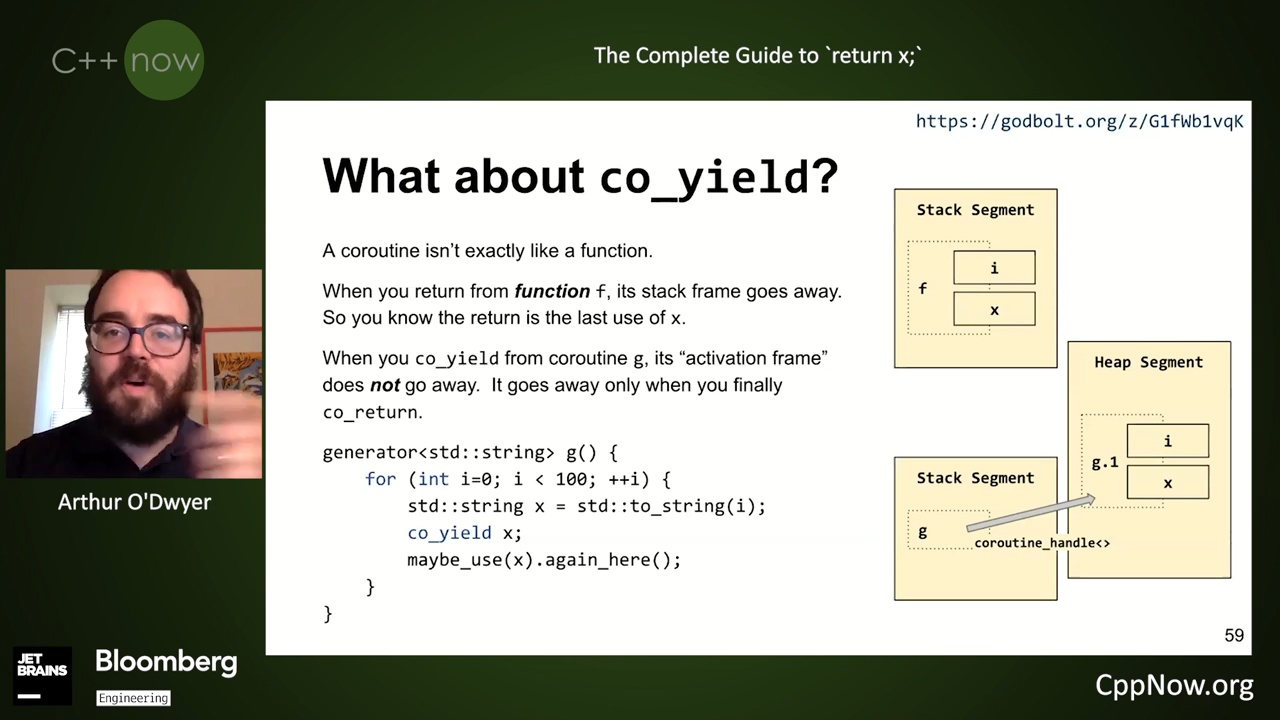 C++ now
The Complete Guide to `return x;`
https://godbolt.org/z/G1fWb1vqK
What about co_yield?
A coroutine isn’t exactly like a function.
When you return from function f, its stack frame goes away.
So you know the return is the last use of x.
When you co_yield from coroutine g, its “activation frame”
does not go away. It goes away only when you finally
co_return.
generator<std::string> g() {
    for (int i=0; i < 100; ++i) {
        std::string x = std::to_string(i);
        co_yield x;
        maybe_use(x).again_here();
    }
}
Stack Segment
f
i
x
Heap Segment
g.1
i
x
Stack Segment
g
coroutine_handle<>
59
Arthur O'Dwyer
JET
BRAINS
Bloomberg
Engineering
CppNow.org